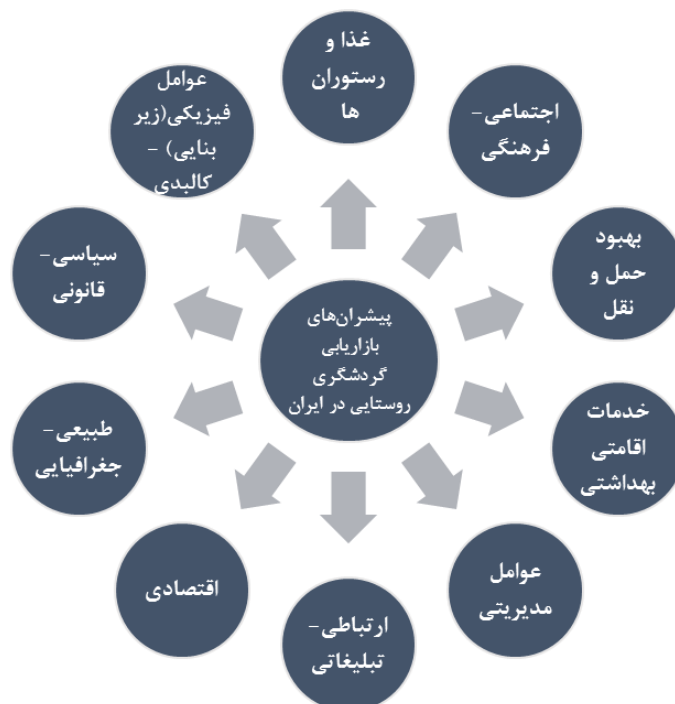 غذا و
رستوران
ها
اجتماعی-
فرهنگی
بهبود
حمل و
نقل
خدمات
اقامتی
بهداشتی
عوامل
مدیریتی
ارتباطی-
تبلیغاتی
اقتصادی
طبیعی-
جغرافیایی
سیاسی-
قانونی
عوامل
فیزیکی(زیر
بنایی) -
کالبدی
پیشران‌های
بازاریابی
گردشگری
روستایی در ایران